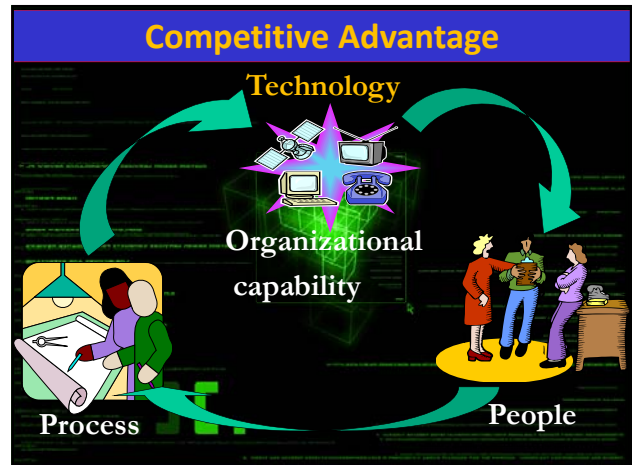 Competitive Advantage
Technology
Organizational
capability
Process
People